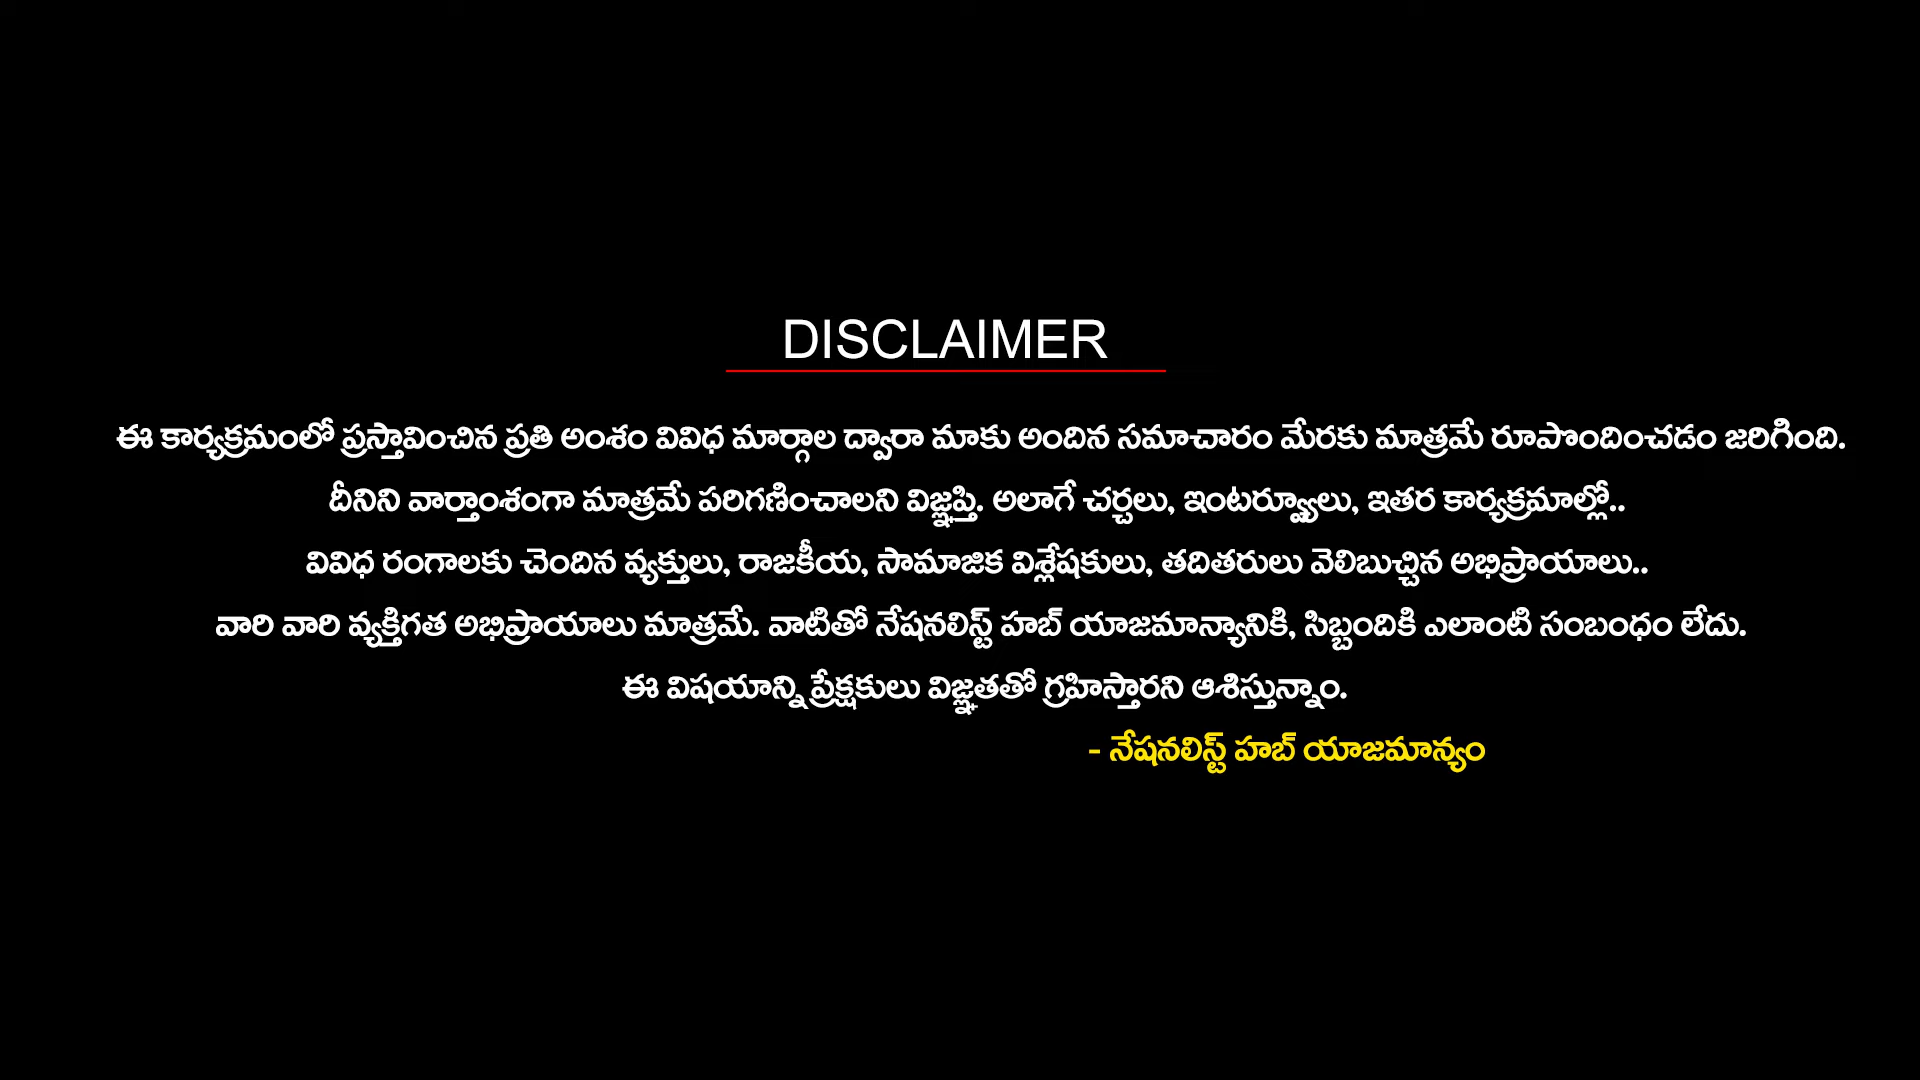 DISCLAIMER
ఈ కార్యక్రమంలో ప్రస్తావించిన ప్రతి అంశం వివిధ మార్గాల ద్వారా మాకు అందిన సమాచారం మేరకు మాత్రమే రూపొందించడం జరిగింది.
దీనిని వార్తాంశంగా మాత్రమే పరిగణించాలని విజ్ఞప్తి. అలాగే చర్చలు, ఇంటర్వ్యూలు, ఇతర కార్యక్రమాల్లో..
వివిధ రంగాలకు చెందిన వ్యక్తులు, రాజకీయ, సామాజిక విశ్లేషకులు, తదితరులు వెలిబుచ్చిన అభిప్రాయాలు..
వారి వారి వ్యక్తిగత అభిప్రాయాలు మాత్రమే. వాటితో నేషనలిస్ట్ హబ్ యాజమాన్యానికి, సిబ్బందికి ఎలాంటి సంబంధం లేదు.
ఈ విషయాన్ని ప్రేక్షకులు విజ్ఞతతో గ్రహిస్తారని ఆశిస్తున్నాం.
- నేషనలిస్ట్ హబ్ యాజమాన్యం